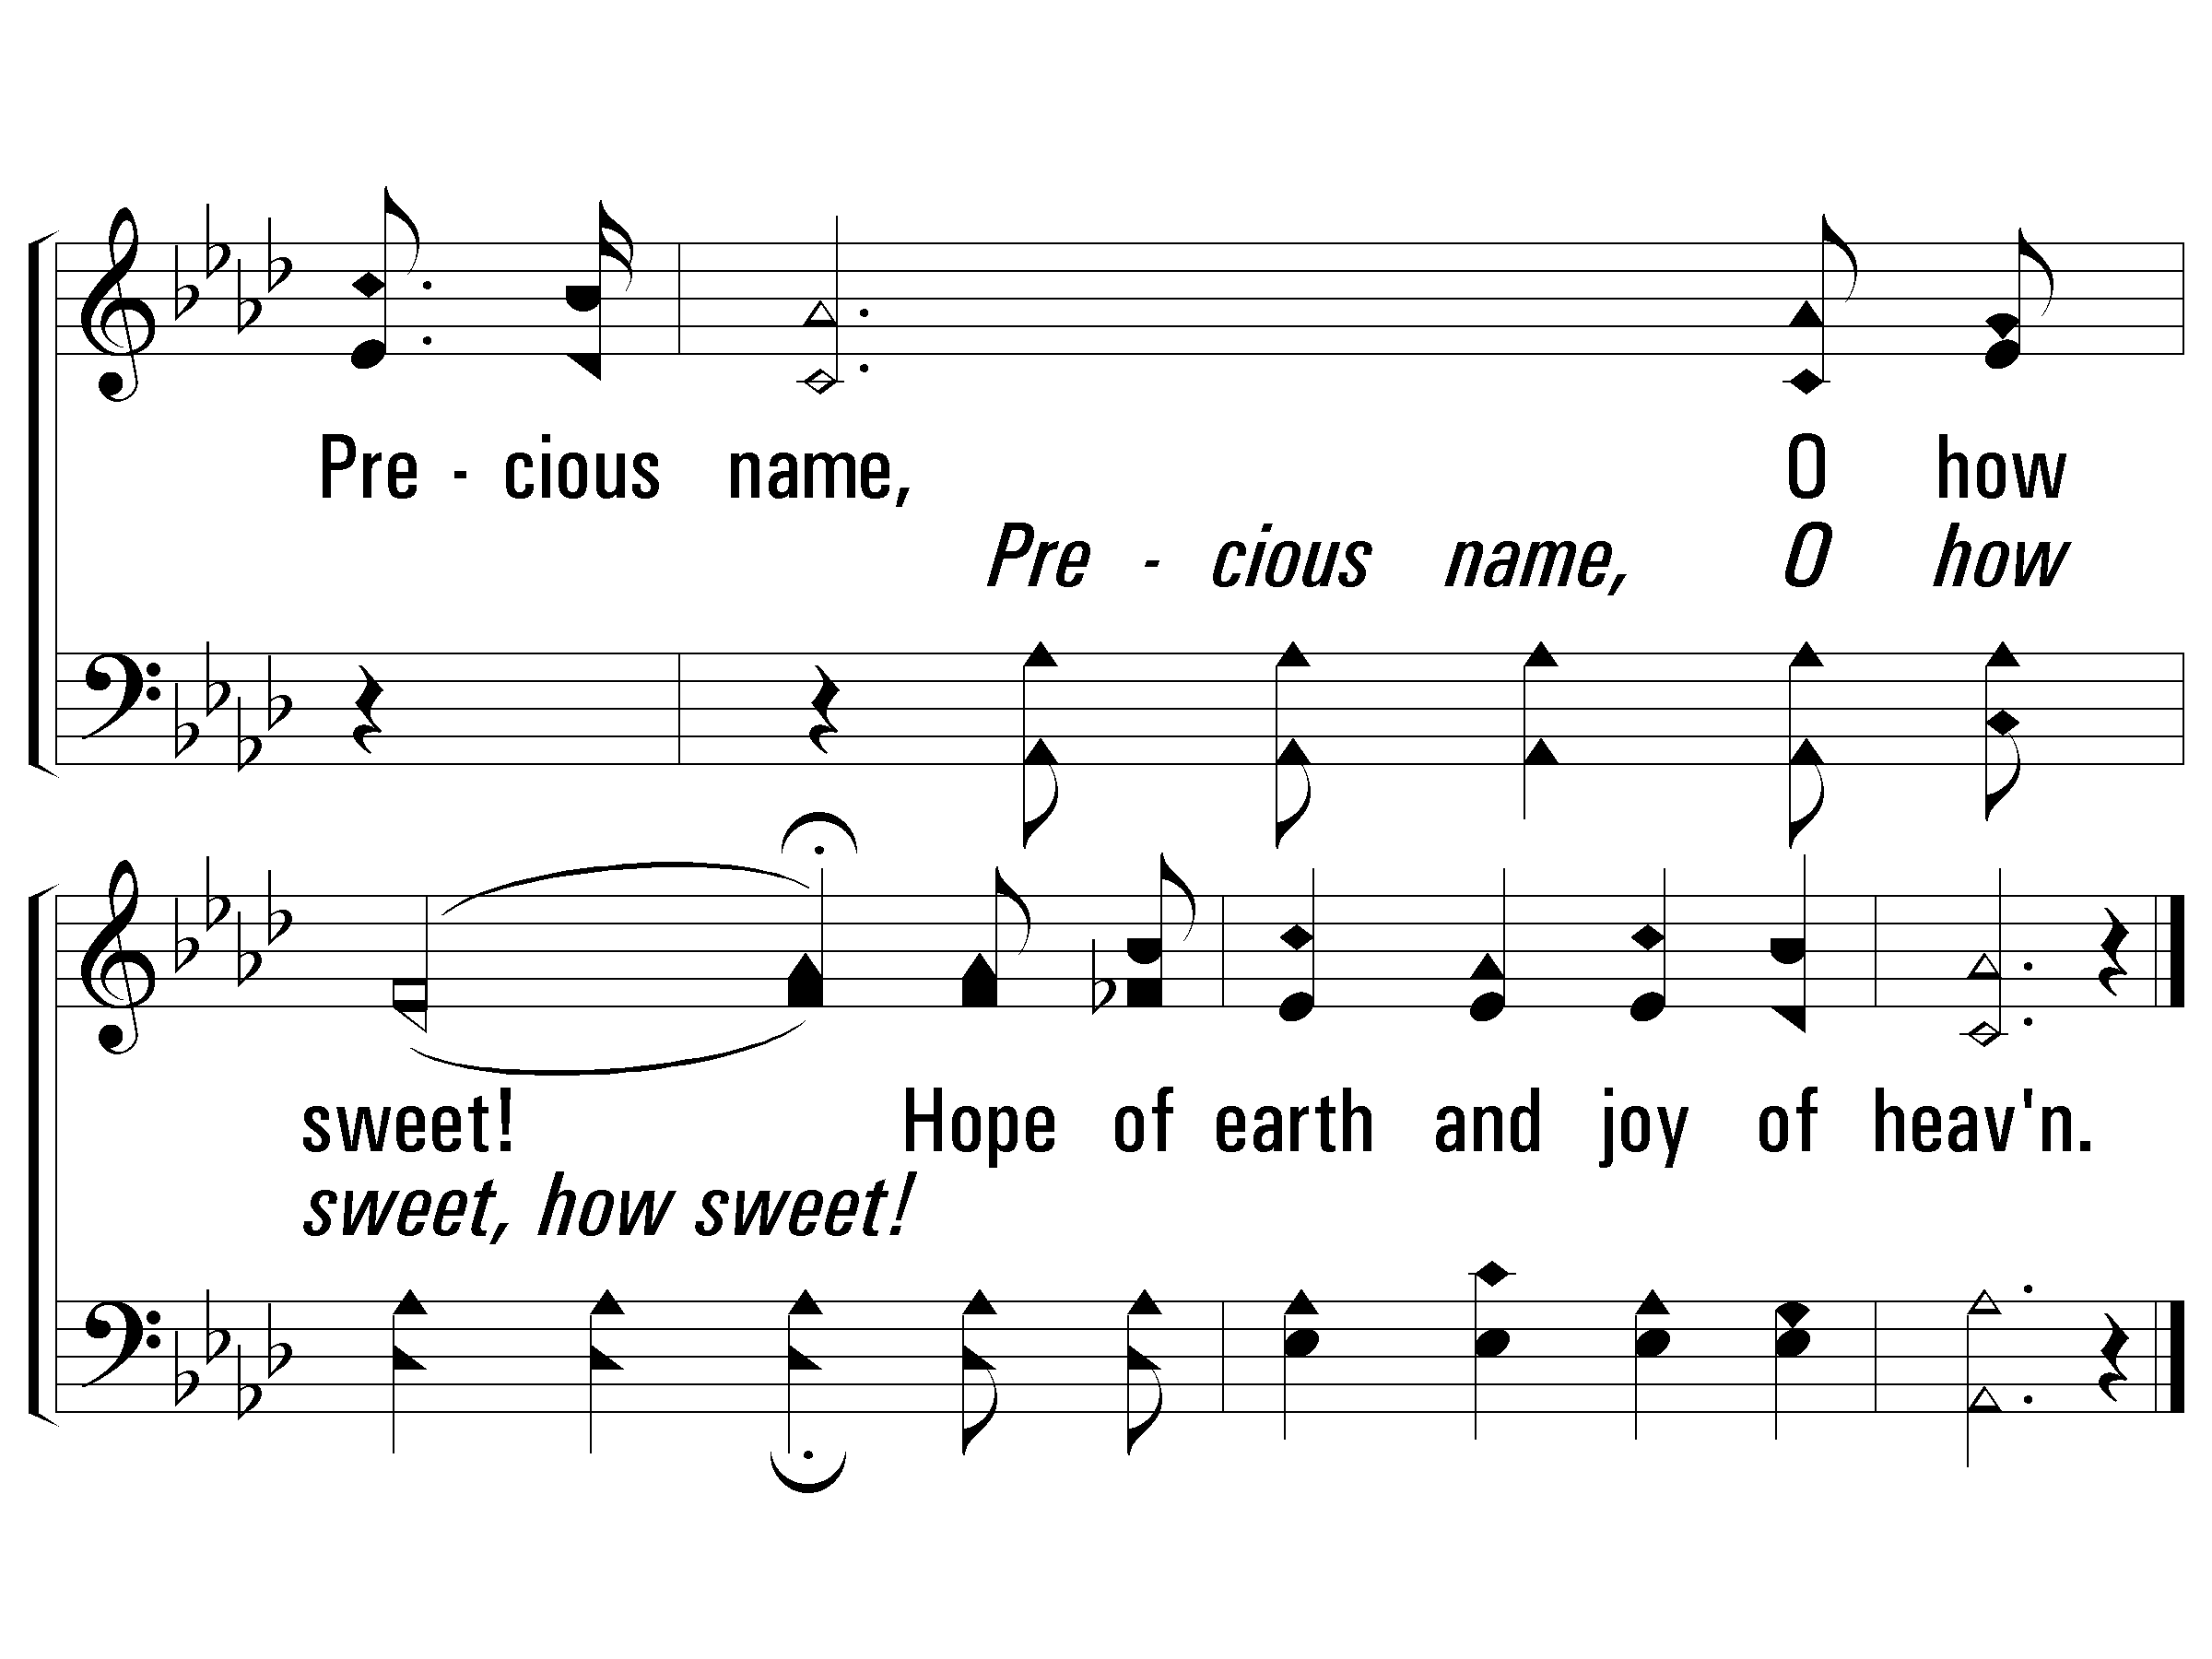 Pre - cious name, O how
Pre - cious name, O how
sweet! Hope of earth and joy of heav'n.
sweet, how sweet!